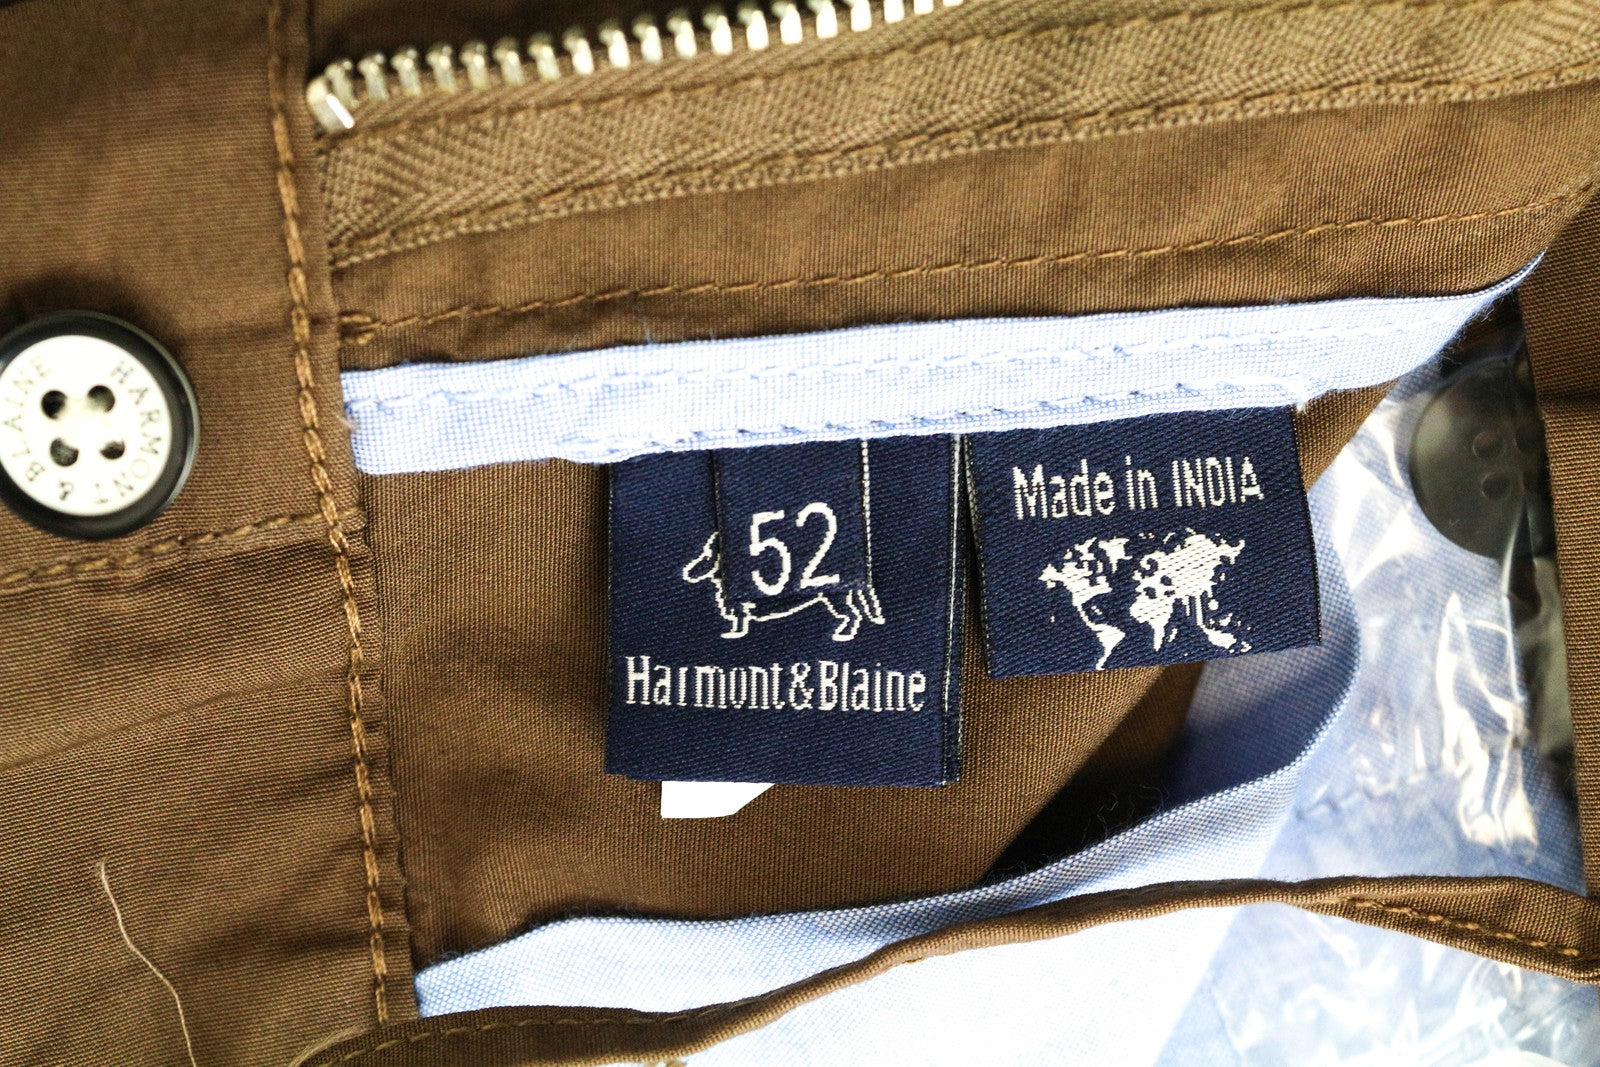 HARMONT & BLAINE
52
Harmont&Blaine
Made in INDIA